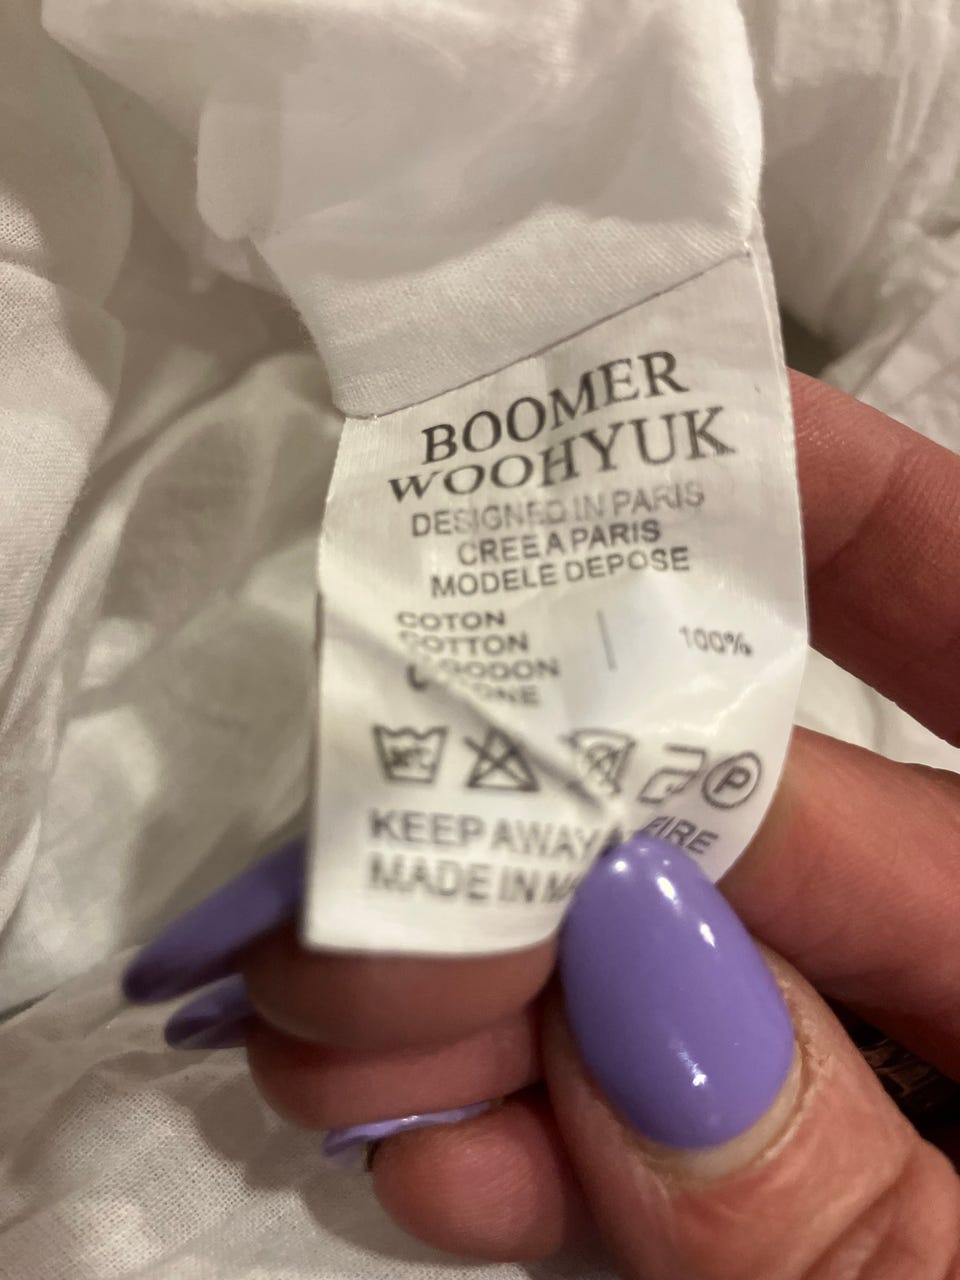 BOOMER
WOOHYUK
DESIGNED IN PARIS
CREE A PARIS
MODELE DEPOSE
COTON
COTTON 100%
KEEP AWAY FIRE
MADE IN
P